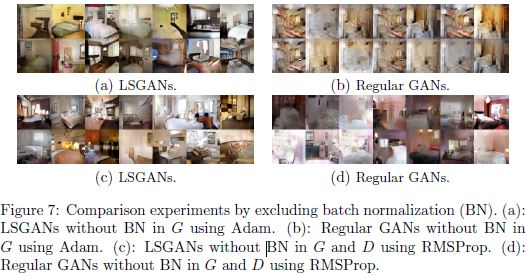 (a) LSGANs.
(b) Regular GANs.
(c) LSGANs.
(d) Regular GANs.
Figure 7: Comparison experiments by excluding batch normalization (BN). (a):
LSGANs without BN in G using Adam. (b): Regular GANs without BN in
G using Adam. (c): LSGANs without BN in G and D using RMSProp. (d):
Regular GANs without BN in G and D using RMSProp.